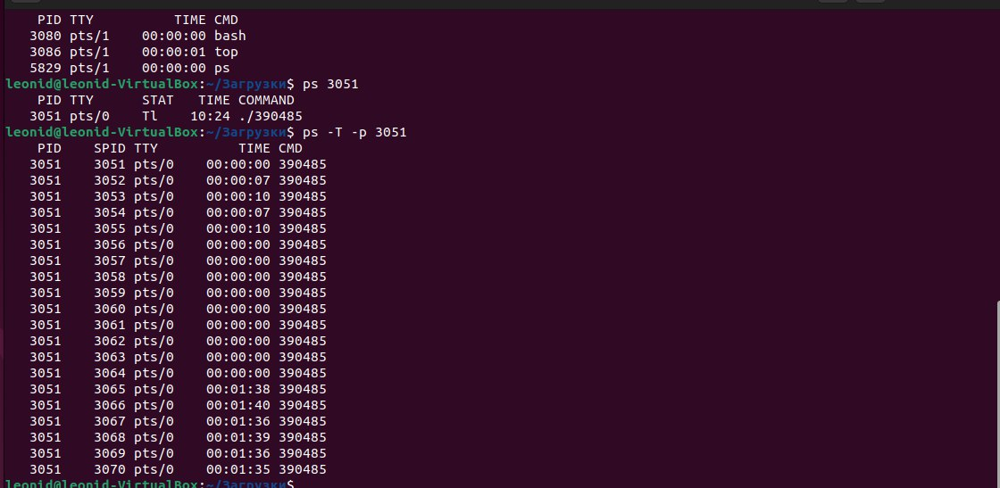 PID TTY          TIME CMD
3080 pts/1    00:00:00 bash
3086 pts/1    00:00:01 top
5829 pts/1    00:00:00 ps
leonid@leonid-VirtualBox:~/Загрузки$ ps 3051
PID TTY      STAT   TIME COMMAND
3051 pts/0    Tl    10:24 ./390485
leonid@leonid-VirtualBox:~/Загрузки$ ps -T -p 3051
PID    SPID TTY          TIME CMD
3051    3051 pts/0    00:00:00 390485
3051    3052 pts/0    00:00:07 390485
3051    3053 pts/0    00:00:10 390485
3051    3054 pts/0    00:00:07 390485
3051    3055 pts/0    00:00:10 390485
3051    3056 pts/0    00:00:00 390485
3051    3057 pts/0    00:00:00 390485
3051    3058 pts/0    00:00:00 390485
3051    3059 pts/0    00:00:00 390485
3051    3060 pts/0    00:00:00 390485
3051    3061 pts/0    00:00:00 390485
3051    3062 pts/0    00:00:00 390485
3051    3063 pts/0    00:00:00 390485
3051    3064 pts/0    00:00:00 390485
3051    3065 pts/0    00:01:38 390485
3051    3066 pts/0    00:01:40 390485
3051    3067 pts/0    00:01:36 390485
3051    3068 pts/0    00:01:39 390485
3051    3069 pts/0    00:01:36 390485
3051    3070 pts/0    00:01:35 390485
leonid@leonid-VirtualBox:~/Загрузки$